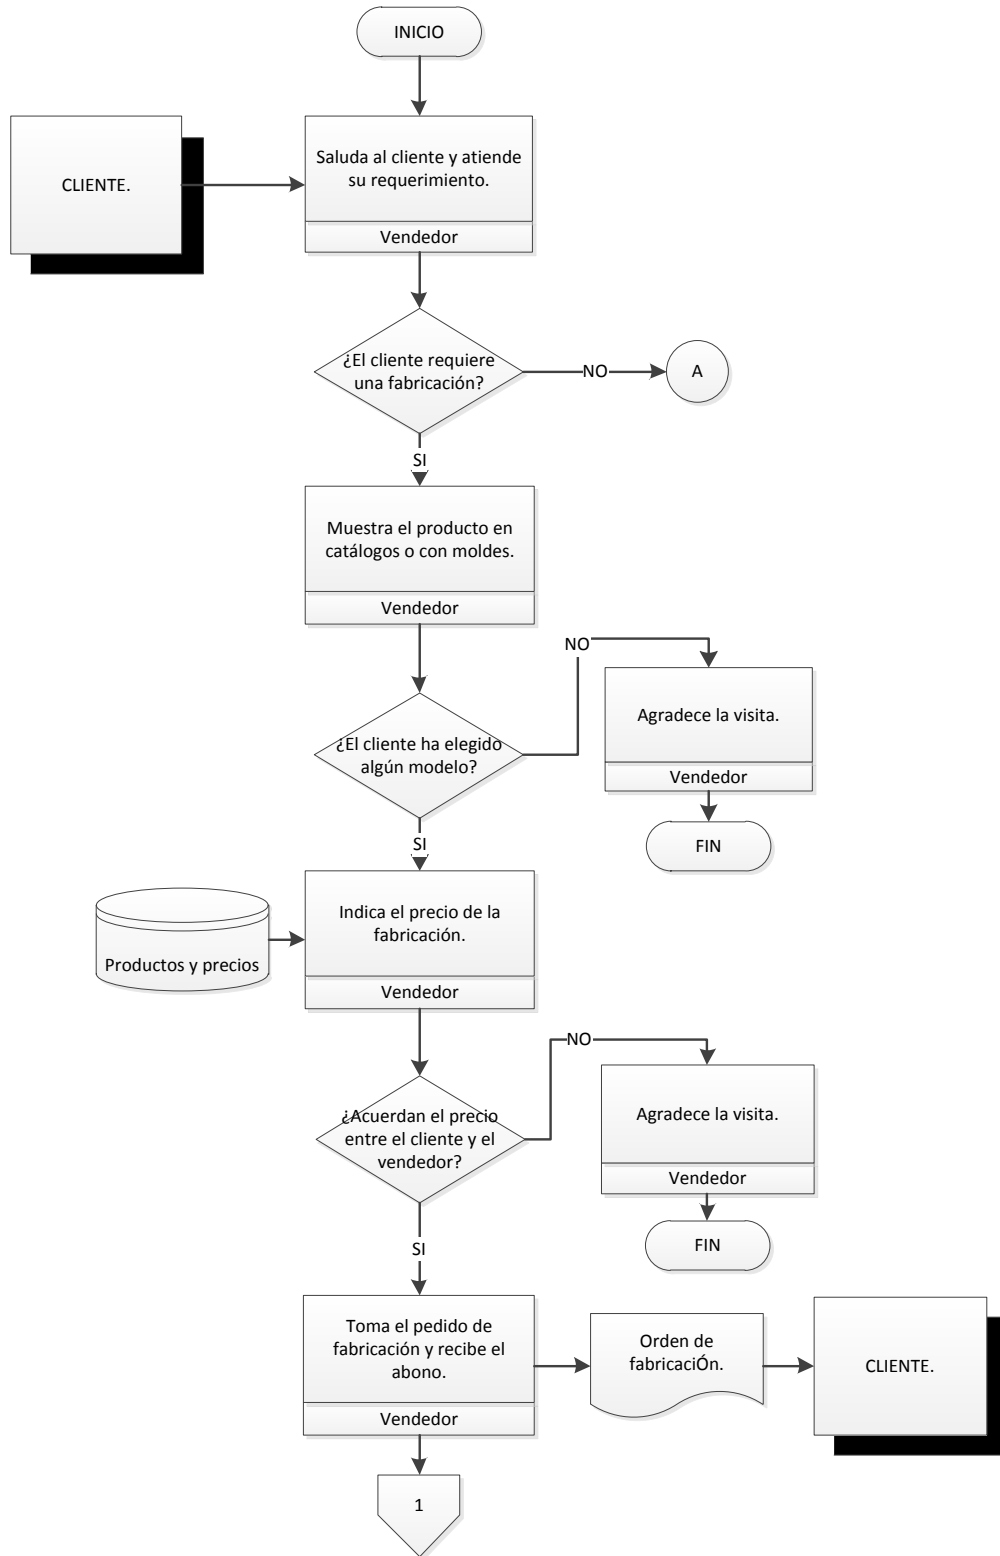 INICIO
CLIENTE.
Saluda al cliente y atiende
su requerimiento.
Vendedor
¿El cliente requiere
una fabricación?
NO
A
SI
Muestra el producto en
catálogos o con moldes.
Vendedor
NO
Agradece la visita.
Vendedor
FIN
¿El cliente ha elegido
algún modelo?
SI
Productos y precios
Indica el precio de la
fabricación.
Vendedor
NO
Agradece la visita.
Vendedor
FIN
¿Acuerdan el precio
entre el cliente y el
vendedor?
SI
Toma el pedido de
fabricación y recibe el
abono.
Vendedor
Orden de
fabricaciÓn.
CLIENTE.
1